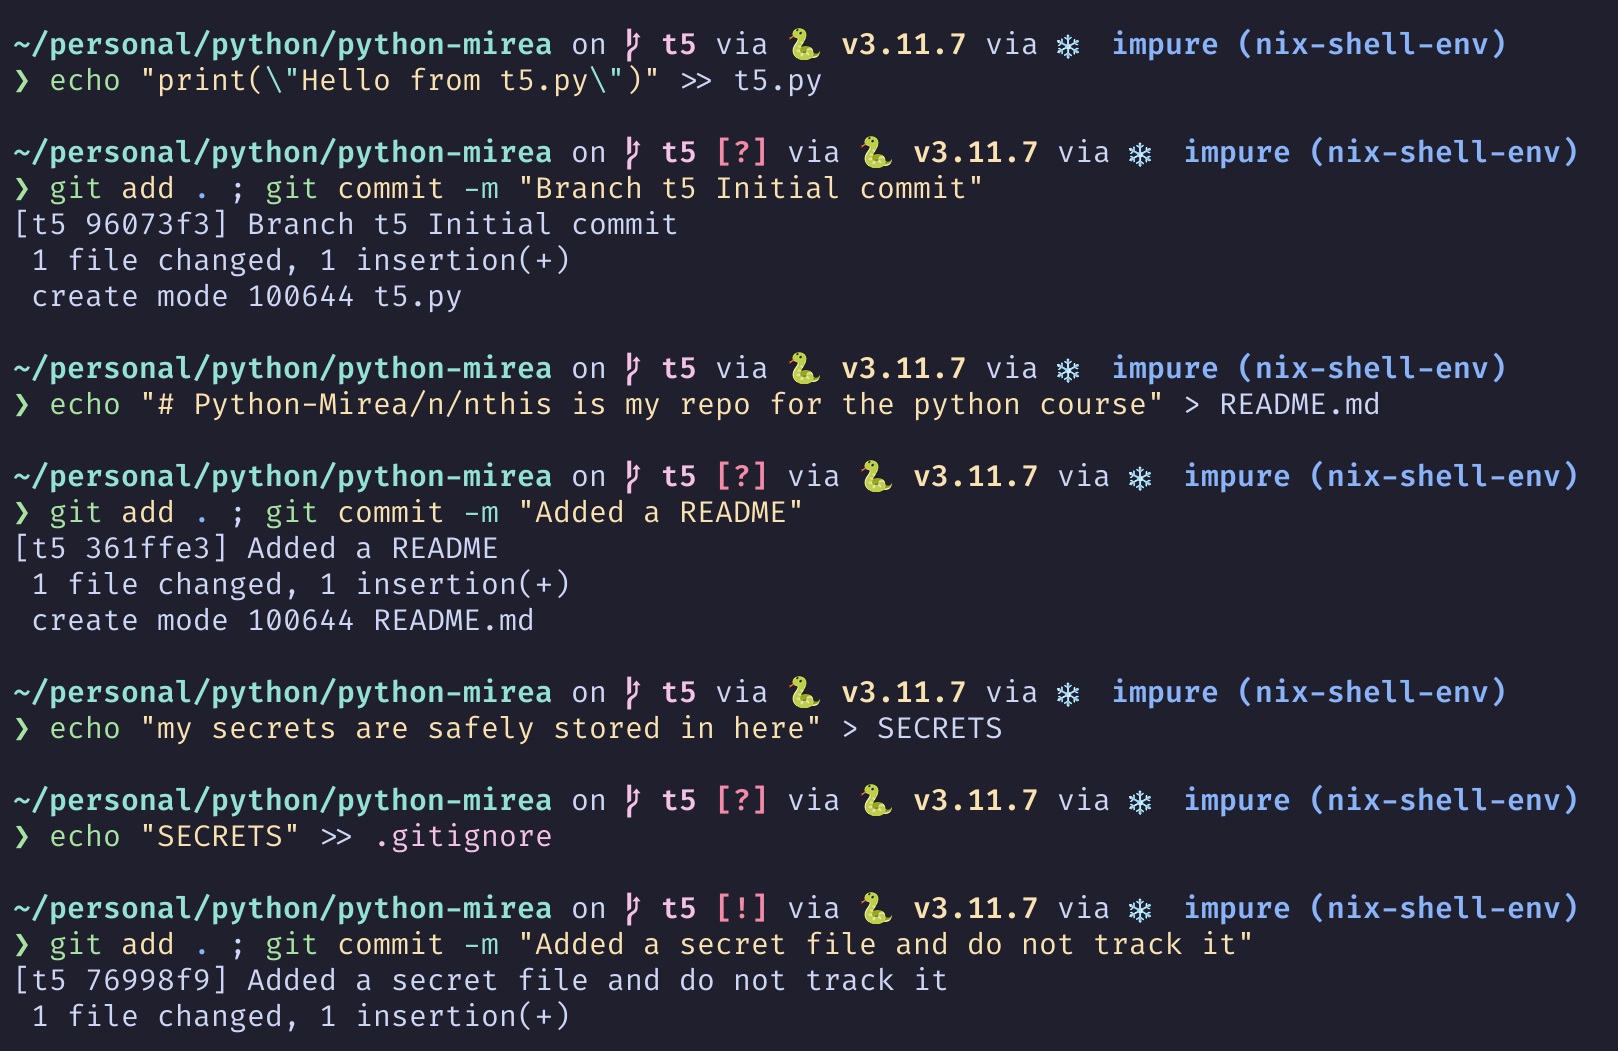 ~/personal/python/python-mirea on  t5 via 🐍 v3.11.7 via ❄ impure (nix-shell-env)
❯ echo "print(\"Hello from t5.py\")" >> t5.py
~/personal/python/python-mirea on  t5 [?] via 🐍 v3.11.7 via ❄ impure (nix-shell-env)
❯ git add . ; git commit -m "Branch t5 Initial commit"
[t5 96073f3] Branch t5 Initial commit
1 file changed, 1 insertion(+)
create mode 100644 t5.py
~/personal/python/python-mirea on  t5 via 🐍 v3.11.7 via ❄ impure (nix-shell-env)
❯ echo "# Python-Mirea/n/nthis is my repo for the python course" > README.md
~/personal/python/python-mirea on  t5 [?] via 🐍 v3.11.7 via ❄ impure (nix-shell-env)
❯ git add . ; git commit -m "Added a README"
[t5 361ffe3] Added a README
1 file changed, 1 insertion(+)
create mode 100644 README.md
~/personal/python/python-mirea on  t5 via 🐍 v3.11.7 via ❄ impure (nix-shell-env)
❯ echo "my secrets are safely stored in here" > SECRETS
~/personal/python/python-mirea on  t5 [?] via 🐍 v3.11.7 via ❄ impure (nix-shell-env)
❯ echo "SECRETS" >> .gitignore
~/personal/python/python-mirea on  t5 [!] via 🐍 v3.11.7 via ❄ impure (nix-shell-env)
❯ git add . ; git commit -m "Added a secret file and do not track it"
[t5 76998f9] Added a secret file and do not track it
1 file changed, 1 insertion(+)